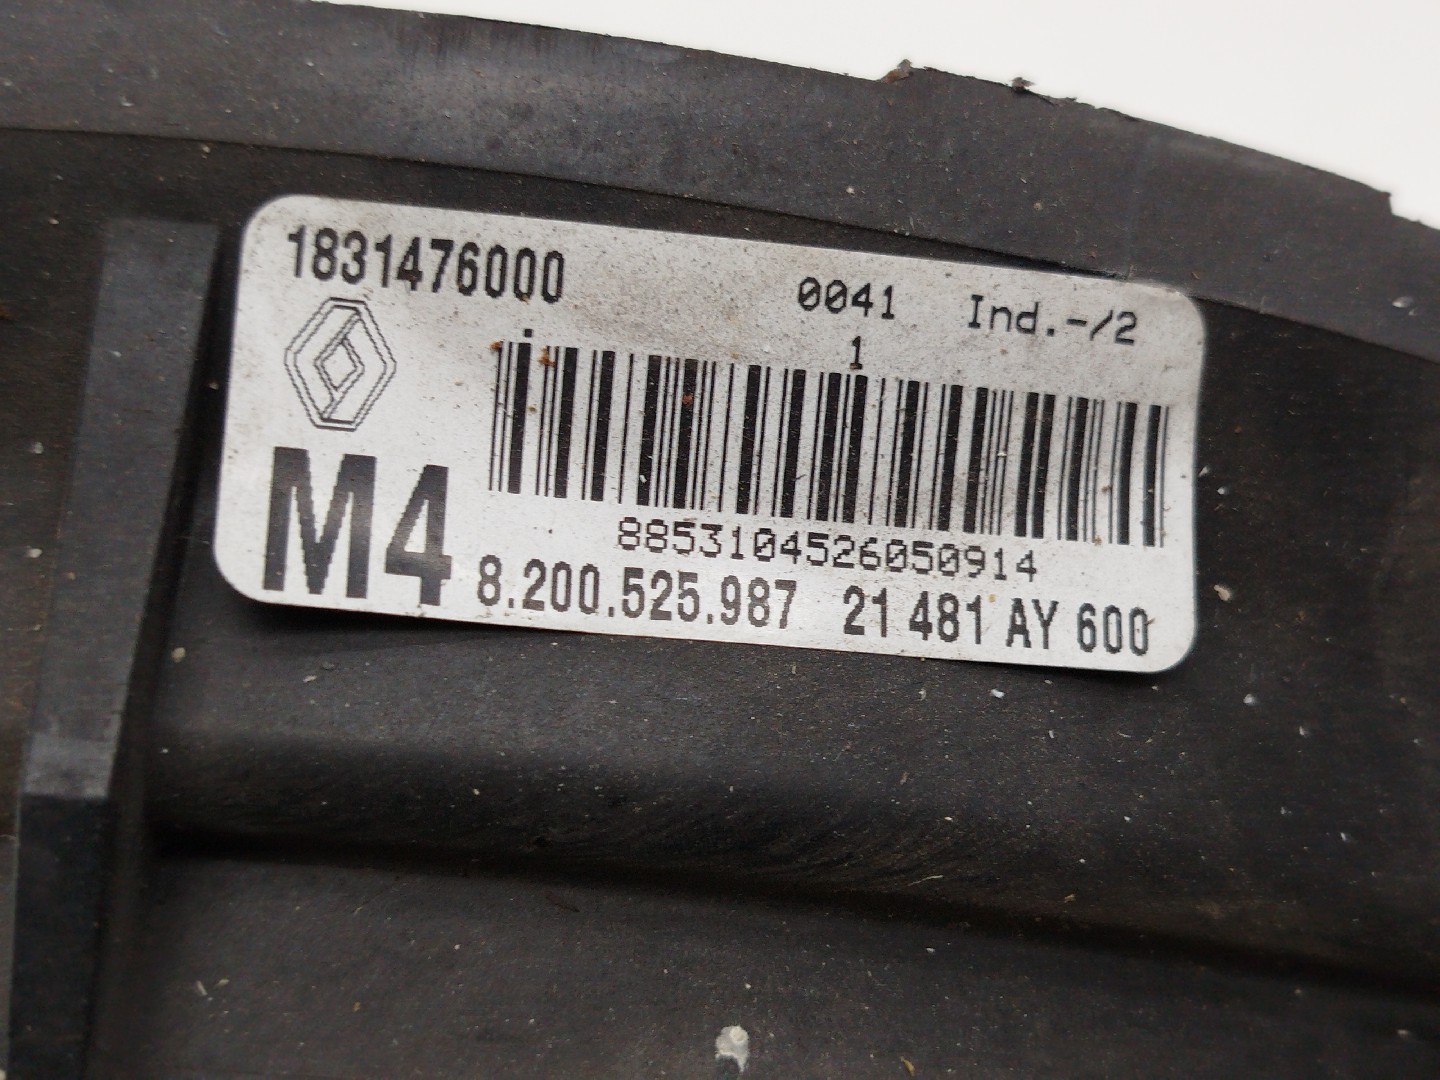 1831476000 0041 Ind.-/2
1
8853104526050914
M4 8.200.525.987 21 481 AY 600